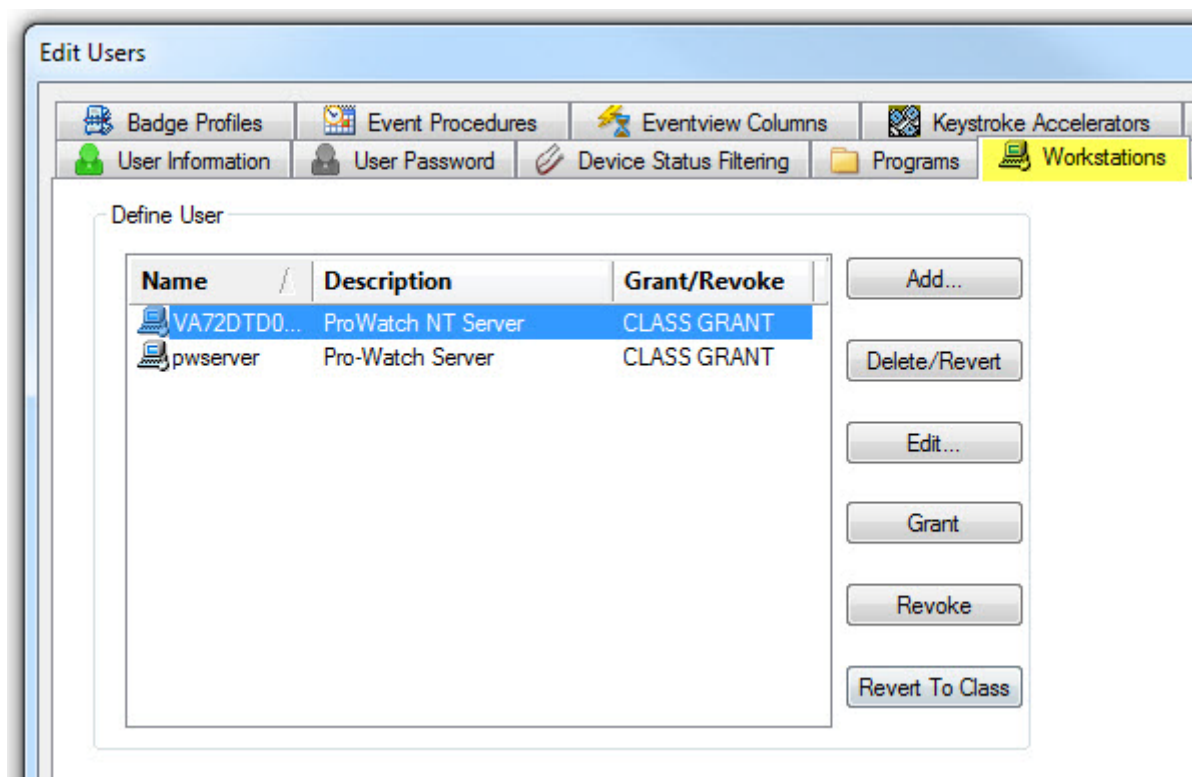 Edit Users
Badge Profiles Event Procedures Eventview Columns Keystroke Accelerators
User Information User Password Device Status Filtering Programs Workstations
Define User
Name Description Grant/Revoke
VA72DTD0... ProWatch NT Server CLASS GRANT
pwserver Pro-Watch Server CLASS GRANT
Add...
Delete/Revert
Edit...
Grant
Revoke
Revert To Class